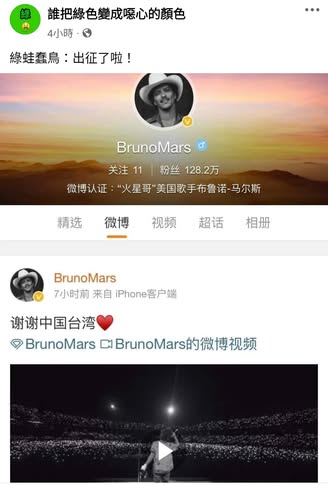 誰把綠色變成噁心的顏色
4小時
綠蛙蠢鳥：出征了啦！
BrunoMars
关注 11 | 粉丝 128.2万
微博认证：“火星哥”美国歌手布鲁诺-马尔斯
精选 微博 视频 超话 相册
BrunoMars
7小时前 来自 iPhone客户端
谢谢中国台湾❤️
BrunoMars BrunoMars的微博视频